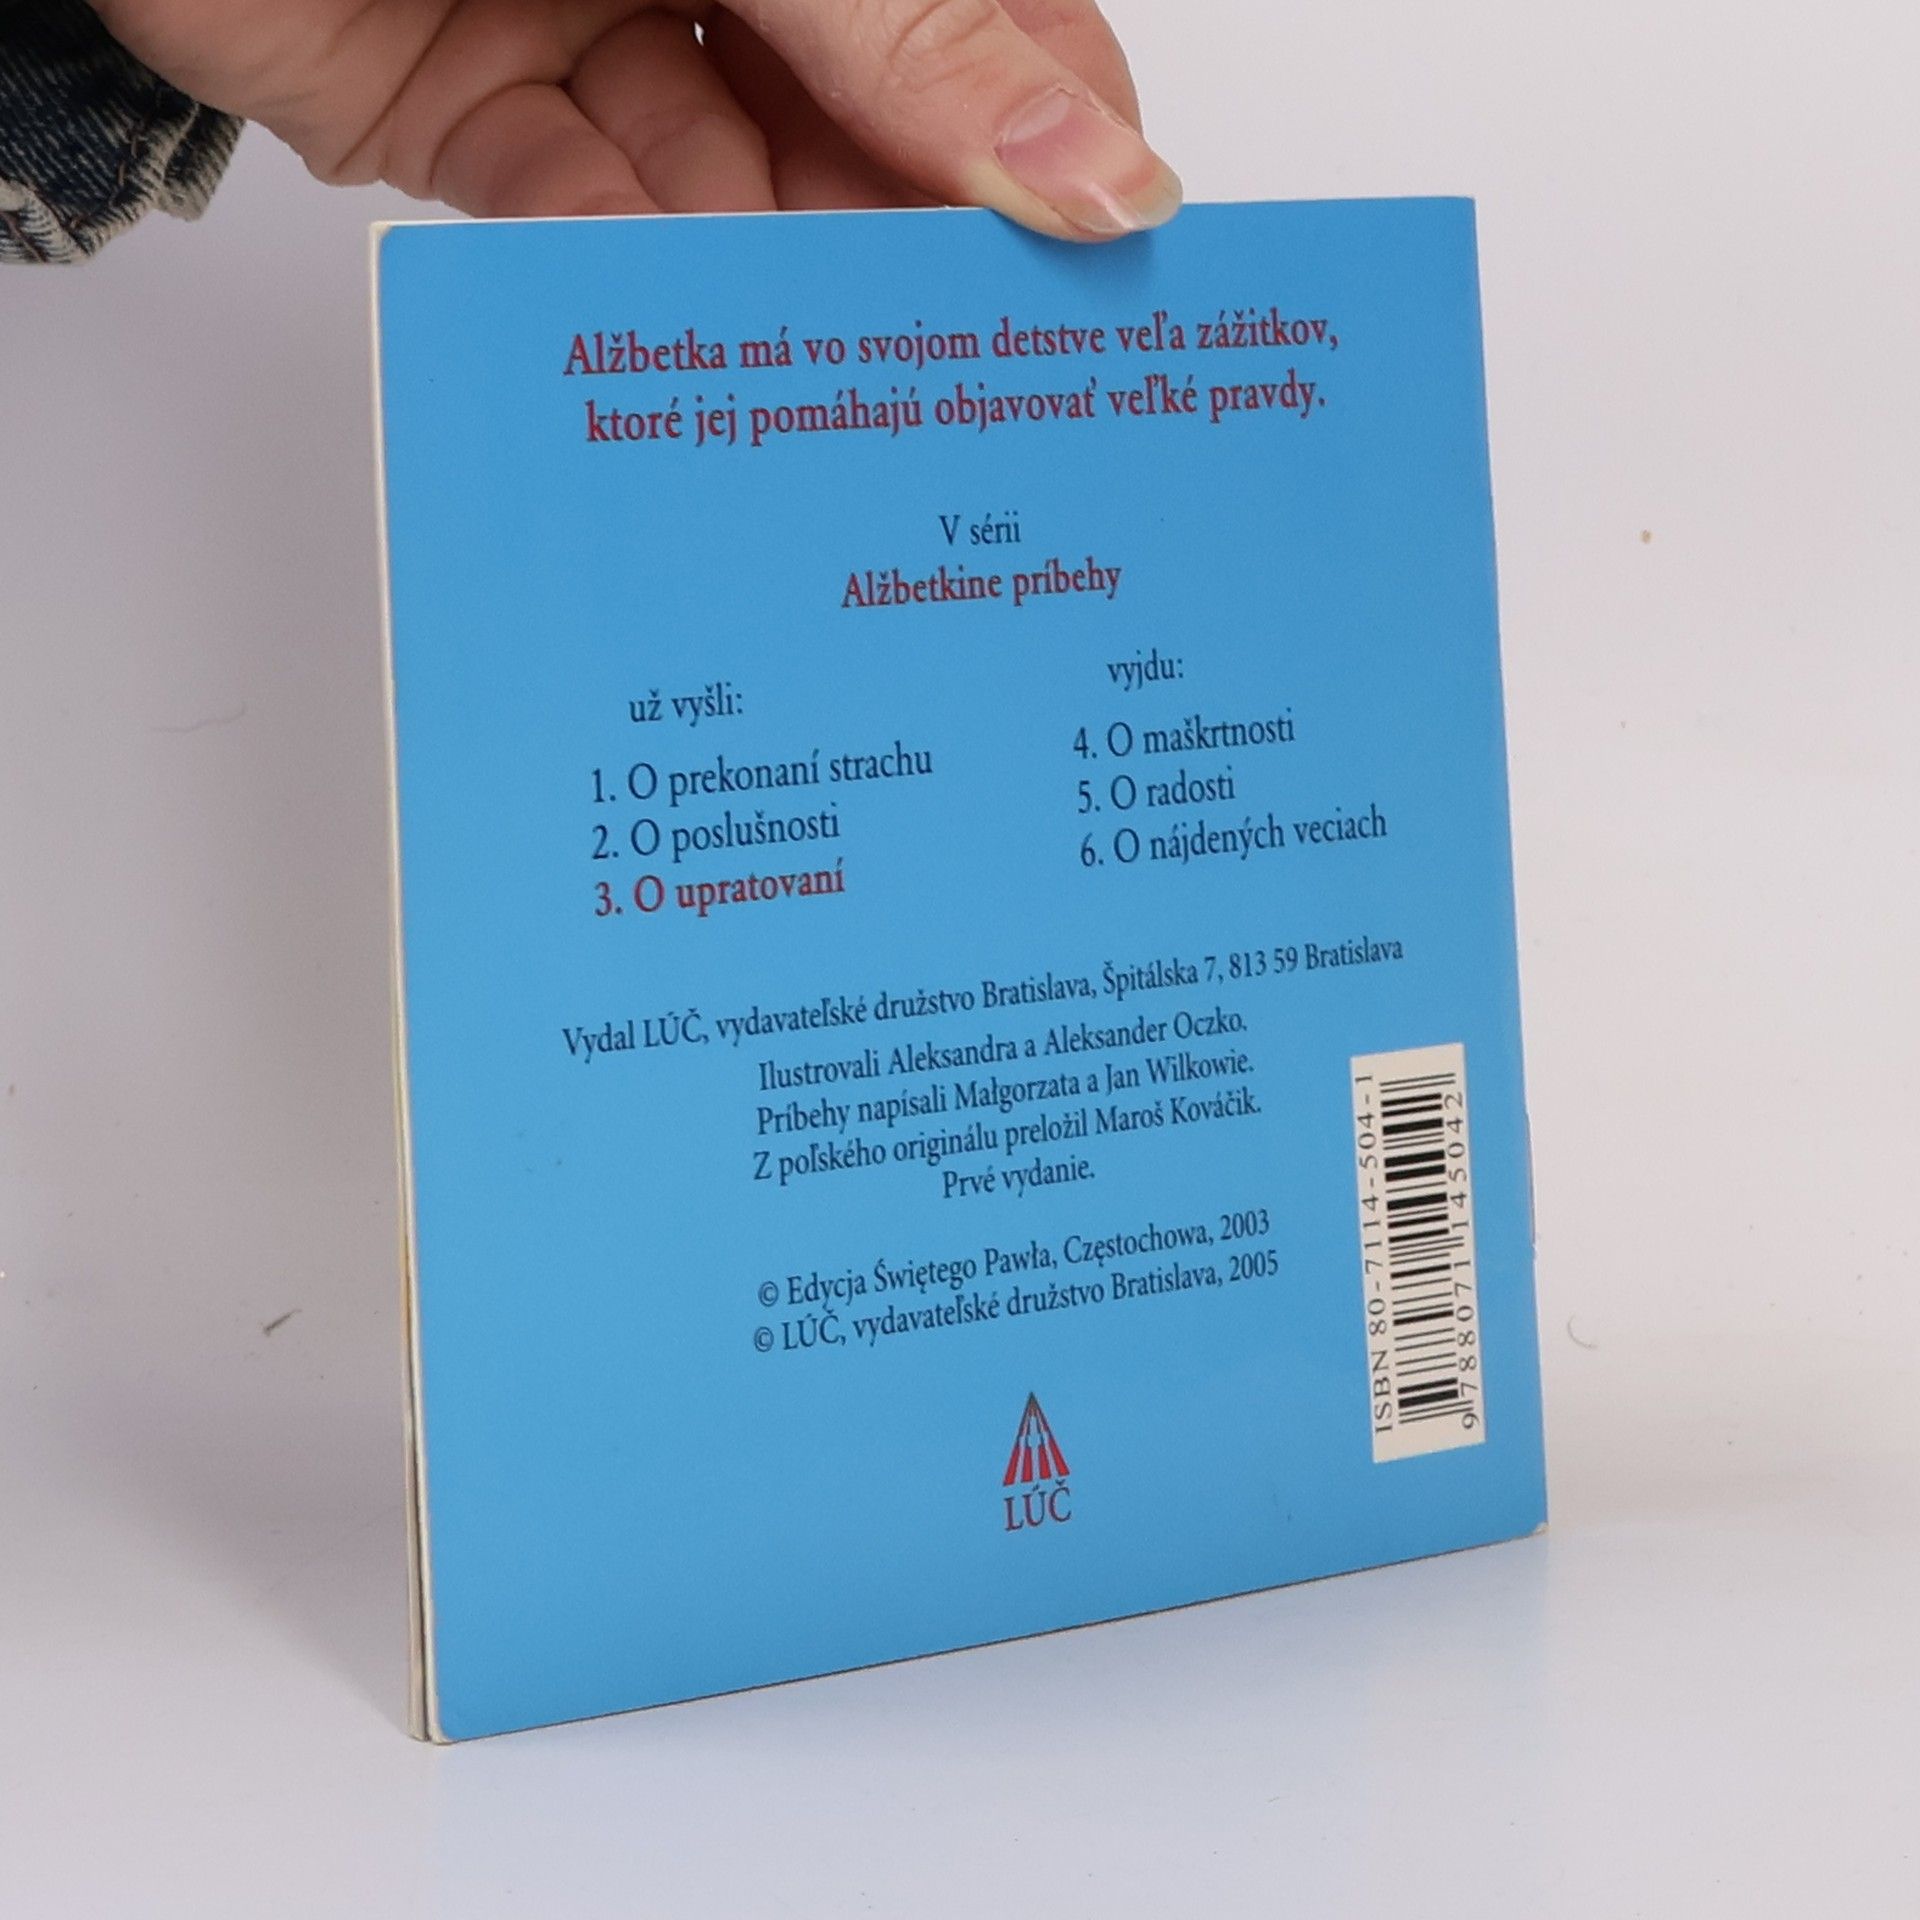 Alžbetka má vo svojom detstve veľa zážitkov,
ktoré jej pomáhajú objavovať veľké pravdy.
V sérii
Alžbetkine príbehy
už vyšli:
1. O prekonaní strachu
2. O poslušnosti
3. O upratovaní
vyjdu:
4. O maškrtnosti
5. O radosti
6. O nájdených veciach
Vydal LÚČ, vydavateľské družstvo Bratislava, Špitálska 7, 813 59 Bratislava
Ilustrovali Aleksandra a Aleksander Oczko.
Príbehy napísali Małgorzata a Jan Wilkowie.
Z poľského originálu preložil Maroš Kováčik.
Prvé vydanie.
© Edycja Świętego Pawła, Częstochowa, 2003
© LÚČ, vydavateľské družstvo Bratislava, 2005
LÚČ
ISBN 80-7114-504-1
9 788071 145042